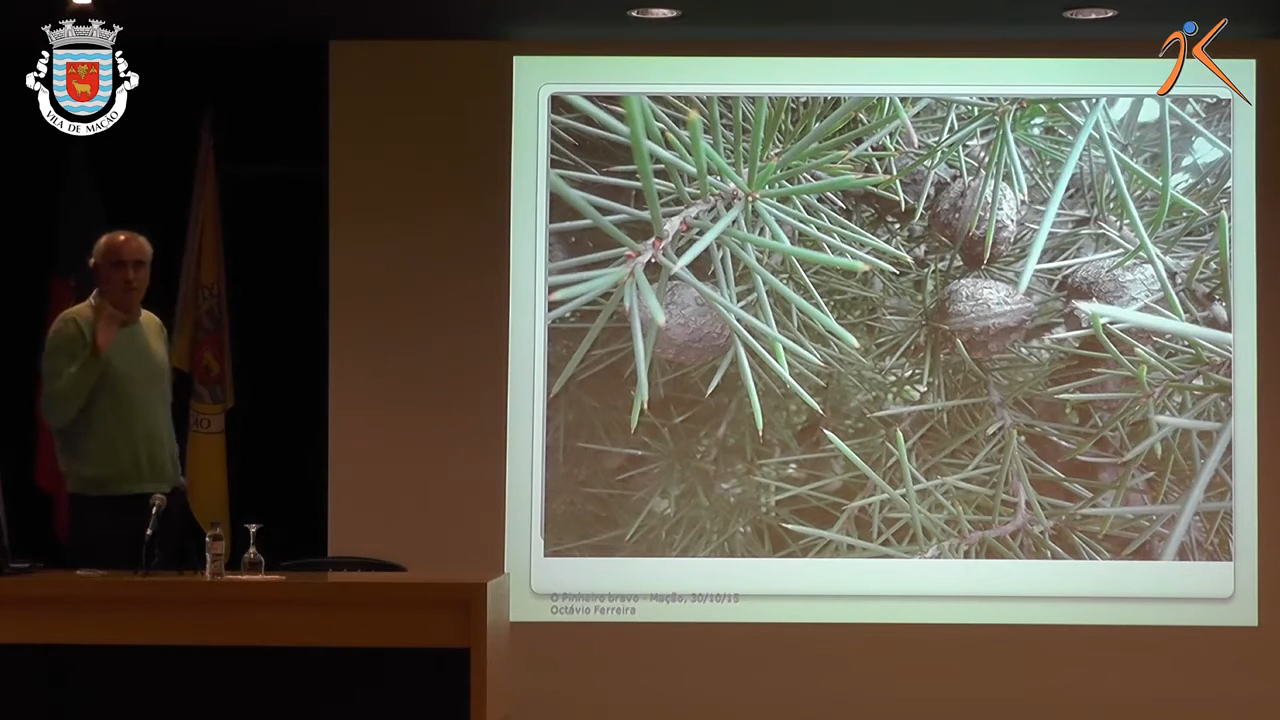 VILA DE MAÇÃO
O Pinheiro bravo - Mação, 30/10/15
Octávio Ferreira